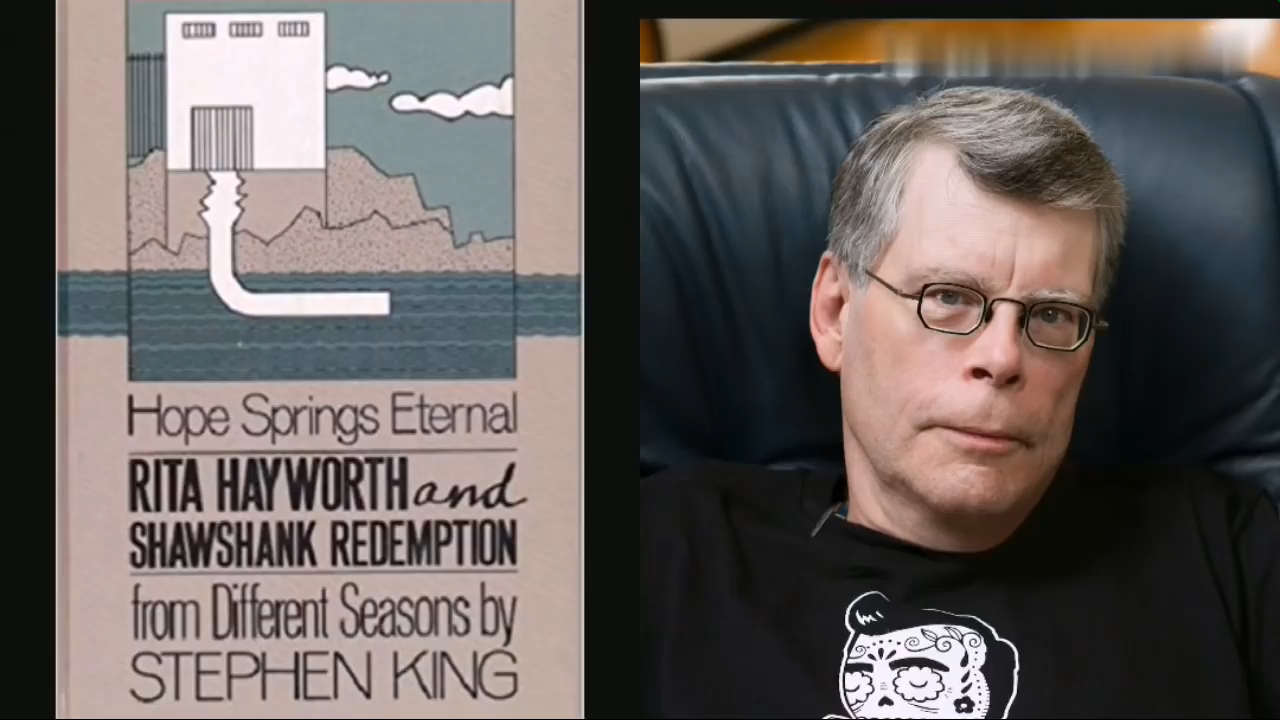 Hope Springs Eternal
RITA HAYWORTH and
SHAWSHANK REDEMPTION
from Different Seasons by
STEPHEN KING